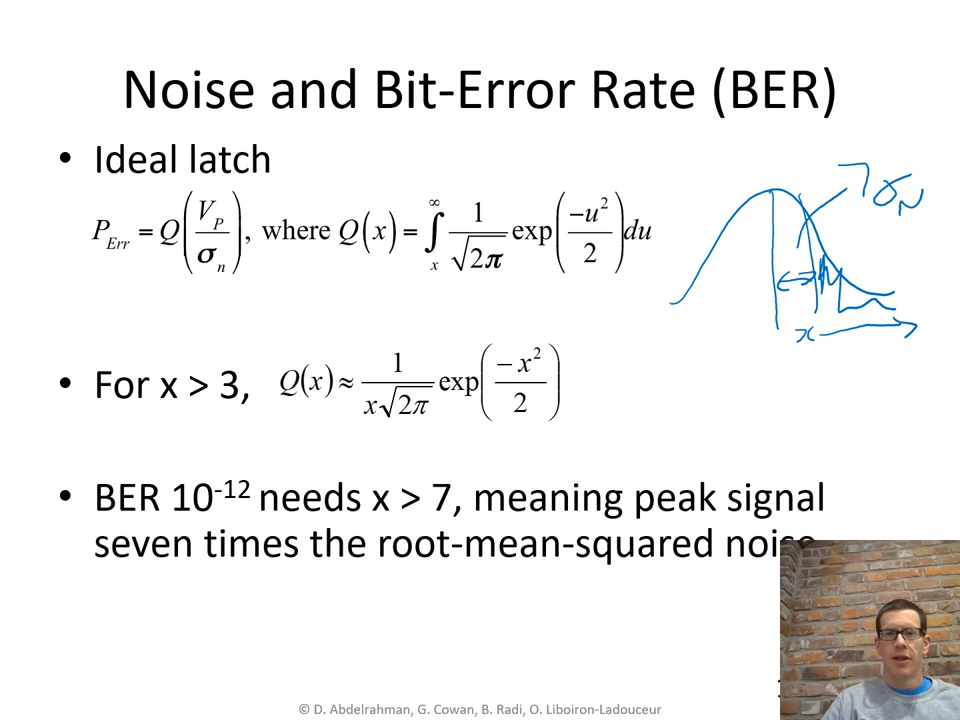 Noise and Bit-Error Rate (BER)
• Ideal latch
P_Err = Q(V_P / σ_n), where Q(x) = ∫_x^∞ 1/√(2π) exp(−u²/2) du
7σ_N
x
• For x > 3, Q(x) ≈ 1/(x√(2π)) exp(−x²/2)
• BER 10⁻¹² needs x > 7, meaning peak signal
seven times the root-mean-squared noise
© D. Abdelrahman, G. Cowan, B. Radi, O. Liboiron-Ladouceur